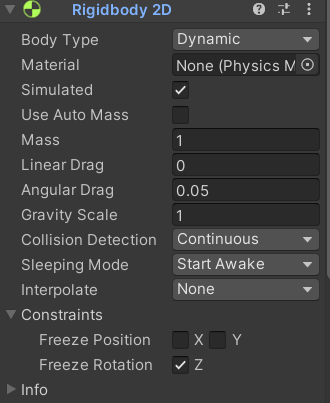 Rigidbody 2D
Body Type Dynamic
Material None (Physics M
Simulated
Use Auto Mass
Mass 1
Linear Drag 0
Angular Drag 0.05
Gravity Scale 1
Collision Detection Continuous
Sleeping Mode Start Awake
Interpolate None
Constraints
Freeze Position X Y
Freeze Rotation Z
Info